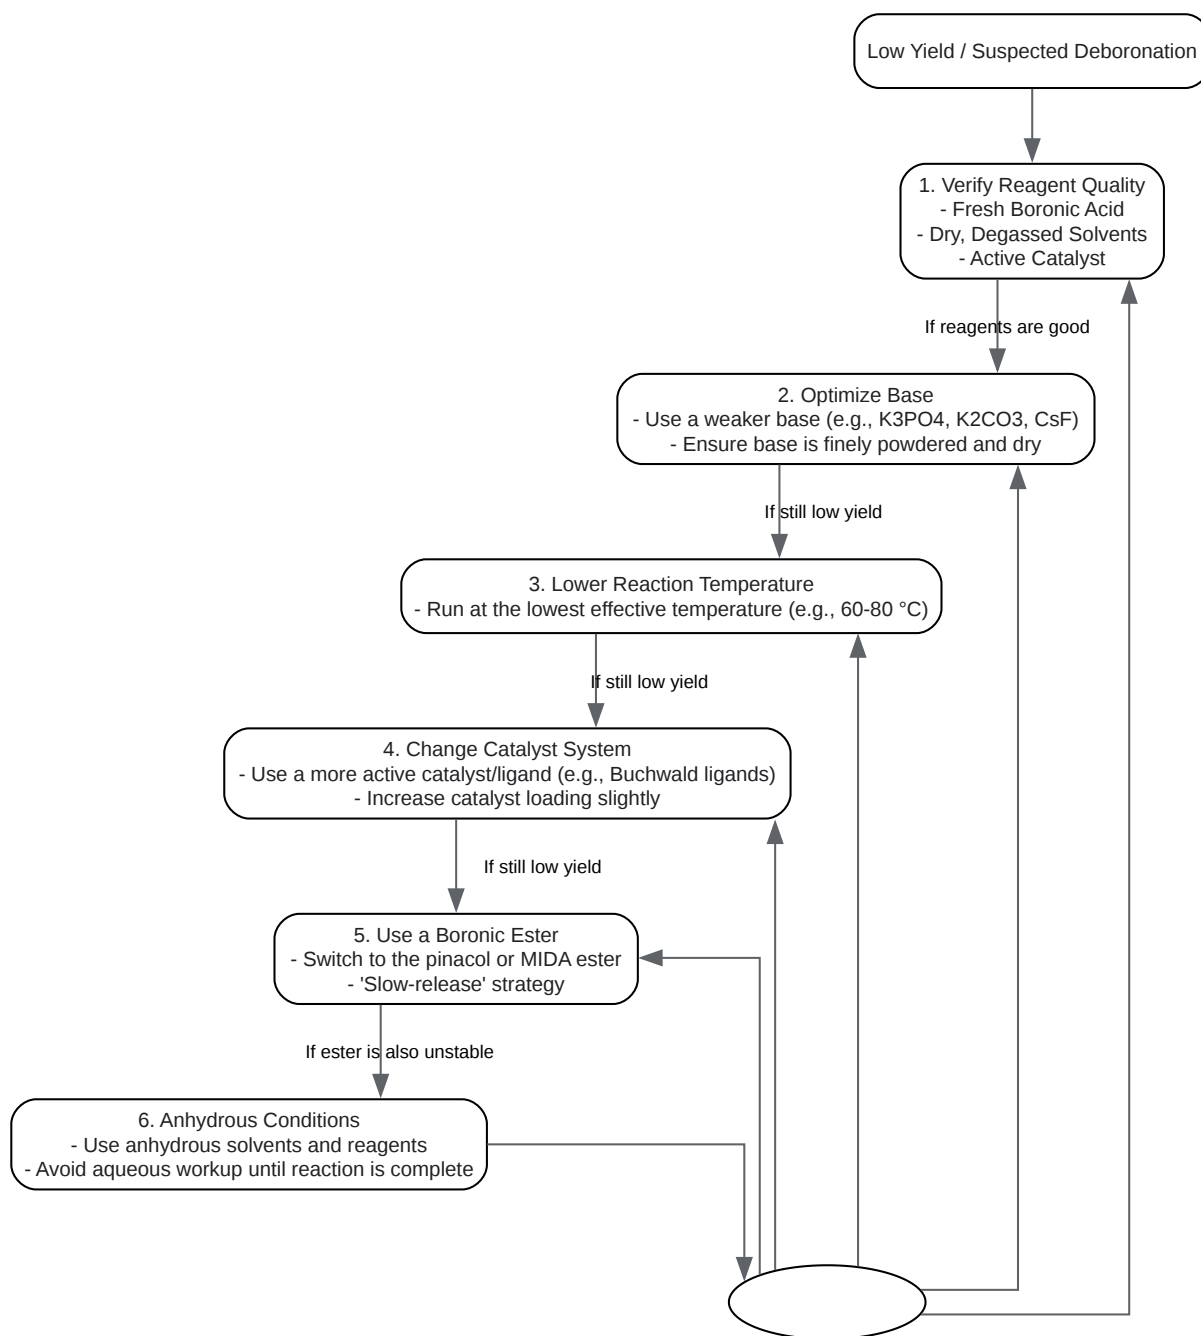 Low Yield / Suspected Deboronation
1. Verify Reagent Quality
- Fresh Boronic Acid
- Dry, Degassed Solvents
- Active Catalyst
If reagents are good
2. Optimize Base
- Use a weaker base (e.g., K3PO4, K2CO3, CsF)
- Ensure base is finely powdered and dry
If still low yield
3. Lower Reaction Temperature
- Run at the lowest effective temperature (e.g., 60-80 °C)
If still low yield
4. Change Catalyst System
- Use a more active catalyst/ligand (e.g., Buchwald ligands)
- Increase catalyst loading slightly
If still low yield
5. Use a Boronic Ester
- Switch to the pinacol or MIDA ester
- 'Slow-release' strategy
If ester is also unstable
6. Anhydrous Conditions
- Use anhydrous solvents and reagents
- Avoid aqueous workup until reaction is complete